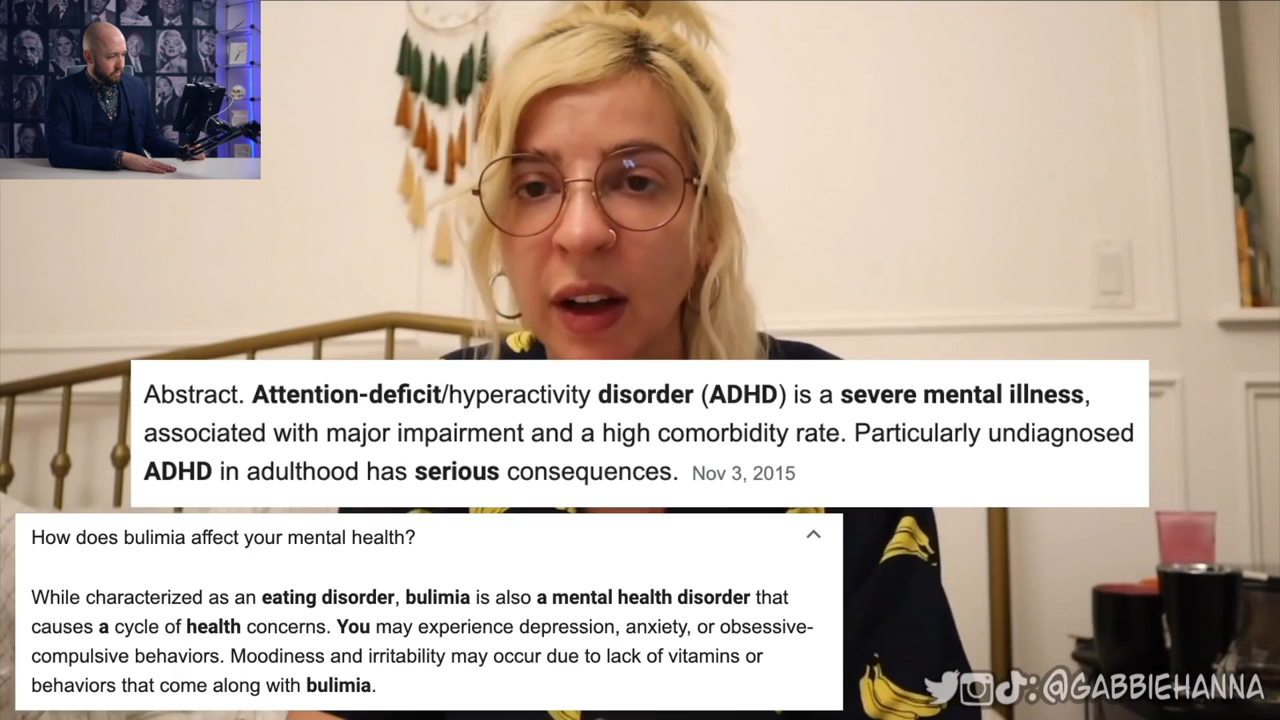 Abstract. Attention-deficit/hyperactivity disorder (ADHD) is a severe mental illness,
associated with major impairment and a high comorbidity rate. Particularly undiagnosed
ADHD in adulthood has serious consequences. Nov 3, 2015
How does bulimia affect your mental health?
While characterized as an eating disorder, bulimia is also a mental health disorder that
causes a cycle of health concerns. You may experience depression, anxiety, or obsessive-
compulsive behaviors. Moodiness and irritability may occur due to lack of vitamins or
behaviors that come along with bulimia.
:@GABBIEHANNA